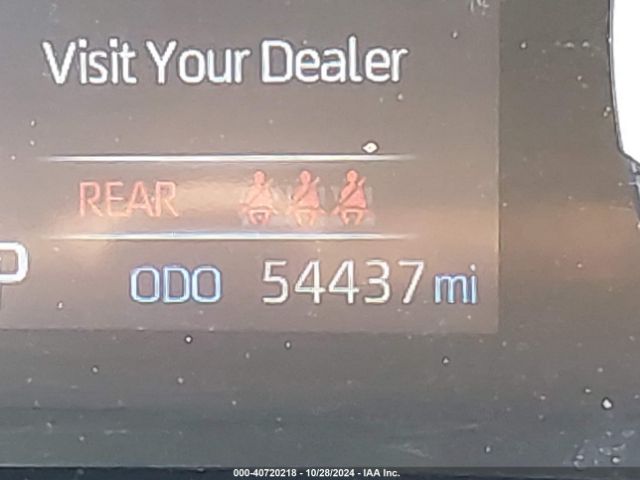 Visit Your Dealer
REAR
P
ODO 54437 mi
000-40720218 - 10/28/2024 - IAA Inc.